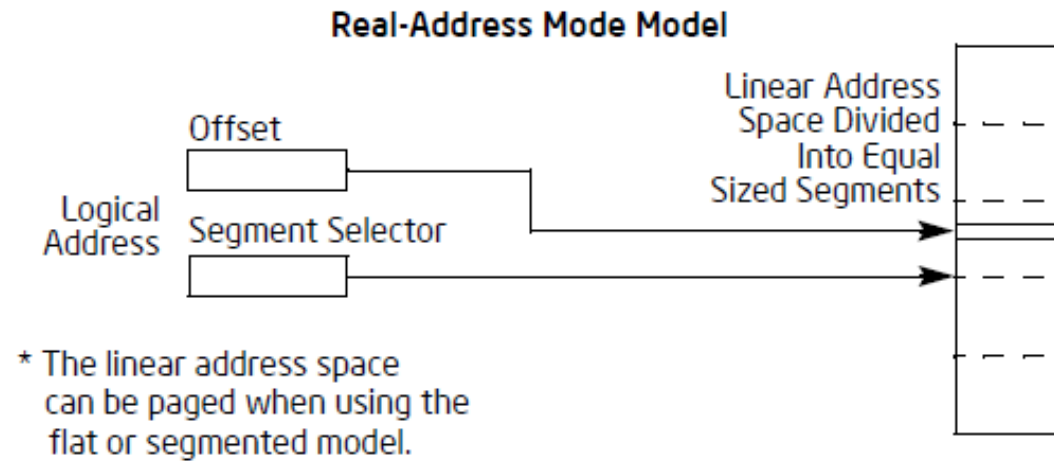 Real-Address Mode Model
Linear Address
Space Divided
Into Equal
Sized Segments
Offset
Logical
Address
Segment Selector
* The linear address space
can be paged when using the
flat or segmented model.